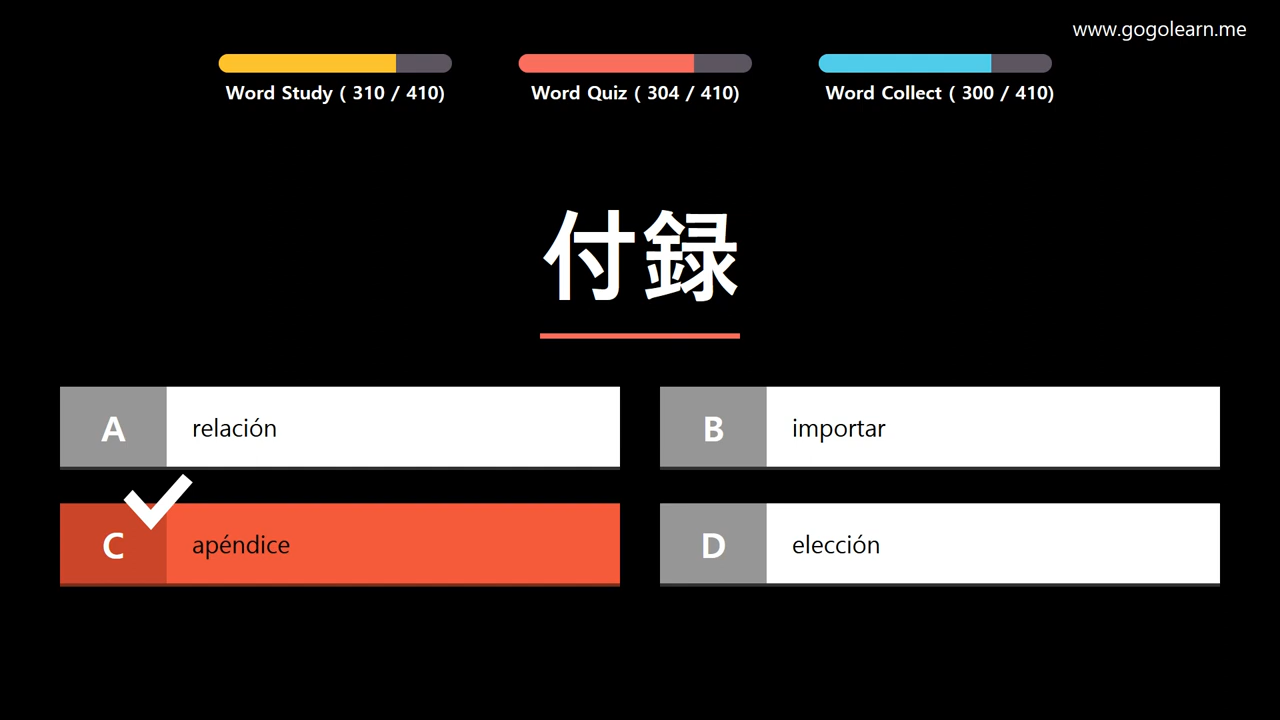 www.gogolearn.me
Word Study ( 310 / 410)
Word Quiz ( 304 / 410)
Word Collect ( 300 / 410)
付録
A relación
B importar
C apéndice
D elección